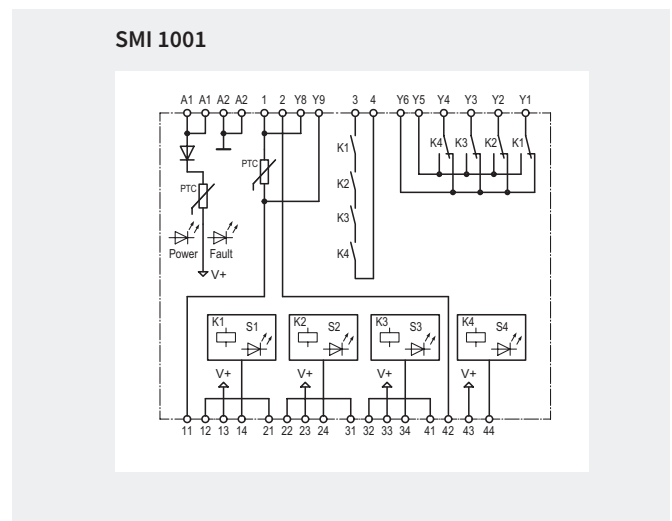 SMI 1001
A1 A1 A2 A2 1 2 Y8 Y9 3 4 Y6 Y5 Y4 Y3 Y2 Y1
K1 K4 K3 K2 K1
PTC PTC
K2
PTC
K3
Power Fault K4
V+
K1 S1 K2 S2 K3 S3 K4 S4
V+ V+ V+ V+
11 12 13 14 21 22 23 24 31 32 33 34 41 42 43 44